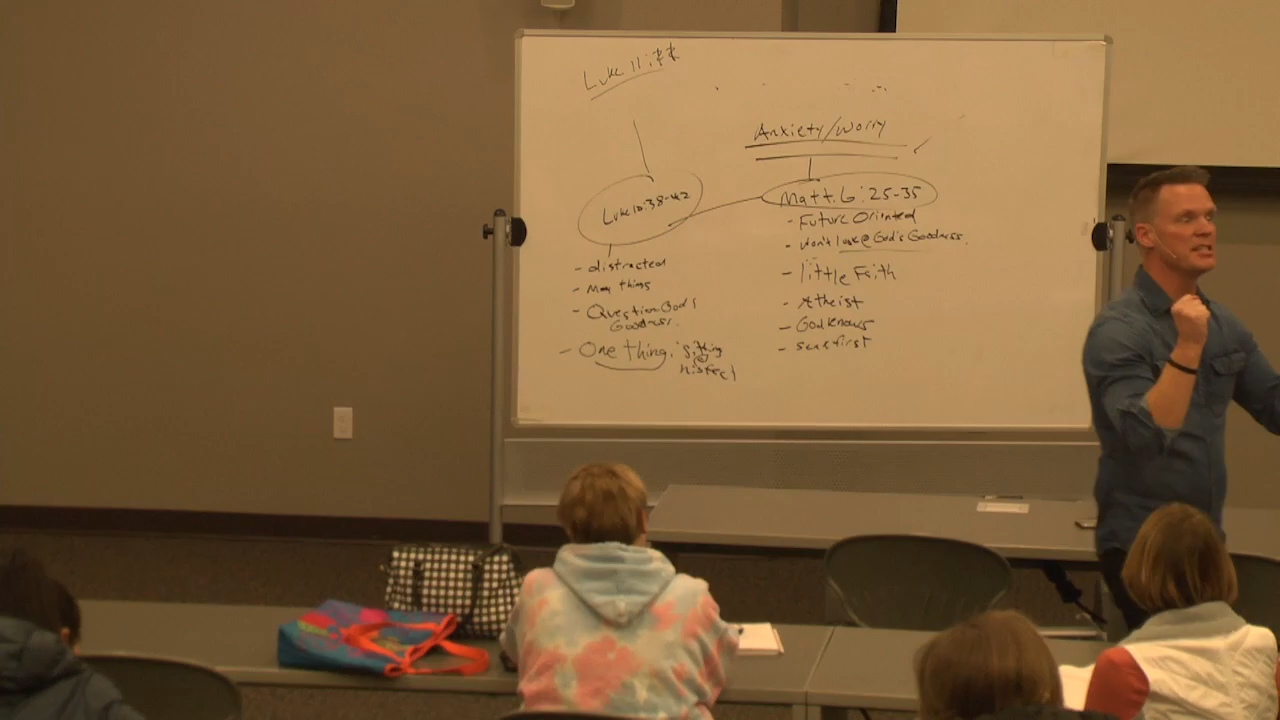 Luke 11:**
Anxiety/Worry
Luke 10:38-42
- distracted
- Many things
- Question God's
Goodness.
- One thing. sitting
@
his feet
Matt. 6:25-35
- Future Oriented
- Won't look @ God's Goodness.
- little Faith
- Atheist
- God knows
- seek first